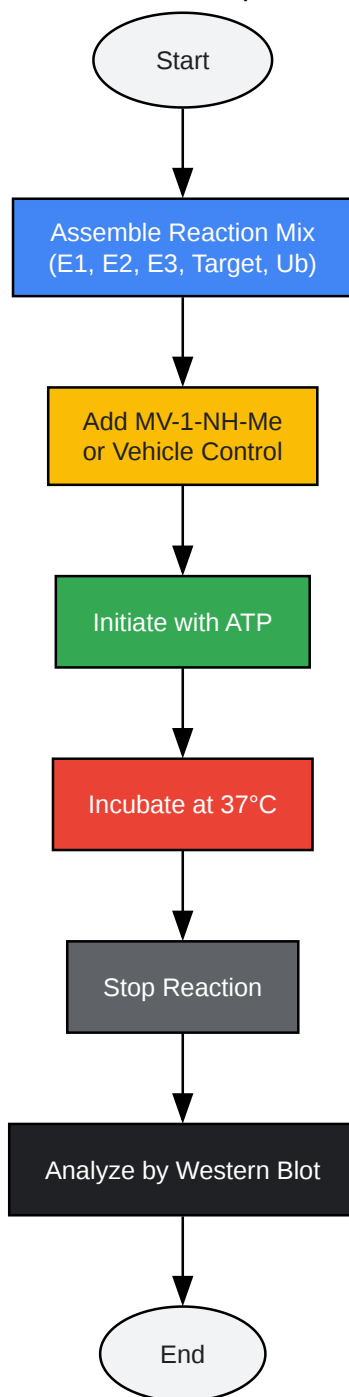 Start
Assemble Reaction Mix
(E1, E2, E3, Target, Ub)
Add MV-1-NH-Me
or Vehicle Control
Initiate with ATP
Incubate at 37°C
Stop Reaction
Analyze by Western Blot
End